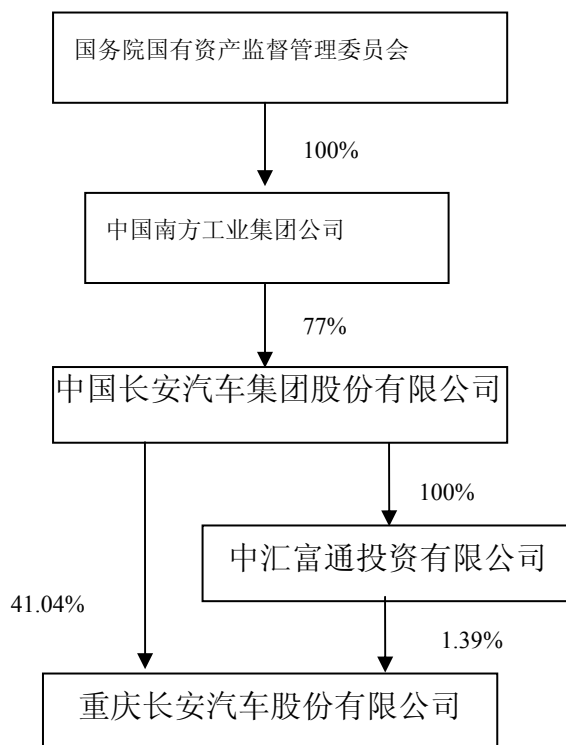 国务院国有资产监督管理委员会
100%
中国南方工业集团公司
77%
中国长安汽车集团股份有限公司
100%
中汇富通投资有限公司
41.04%
1.39%
重庆长安汽车股份有限公司